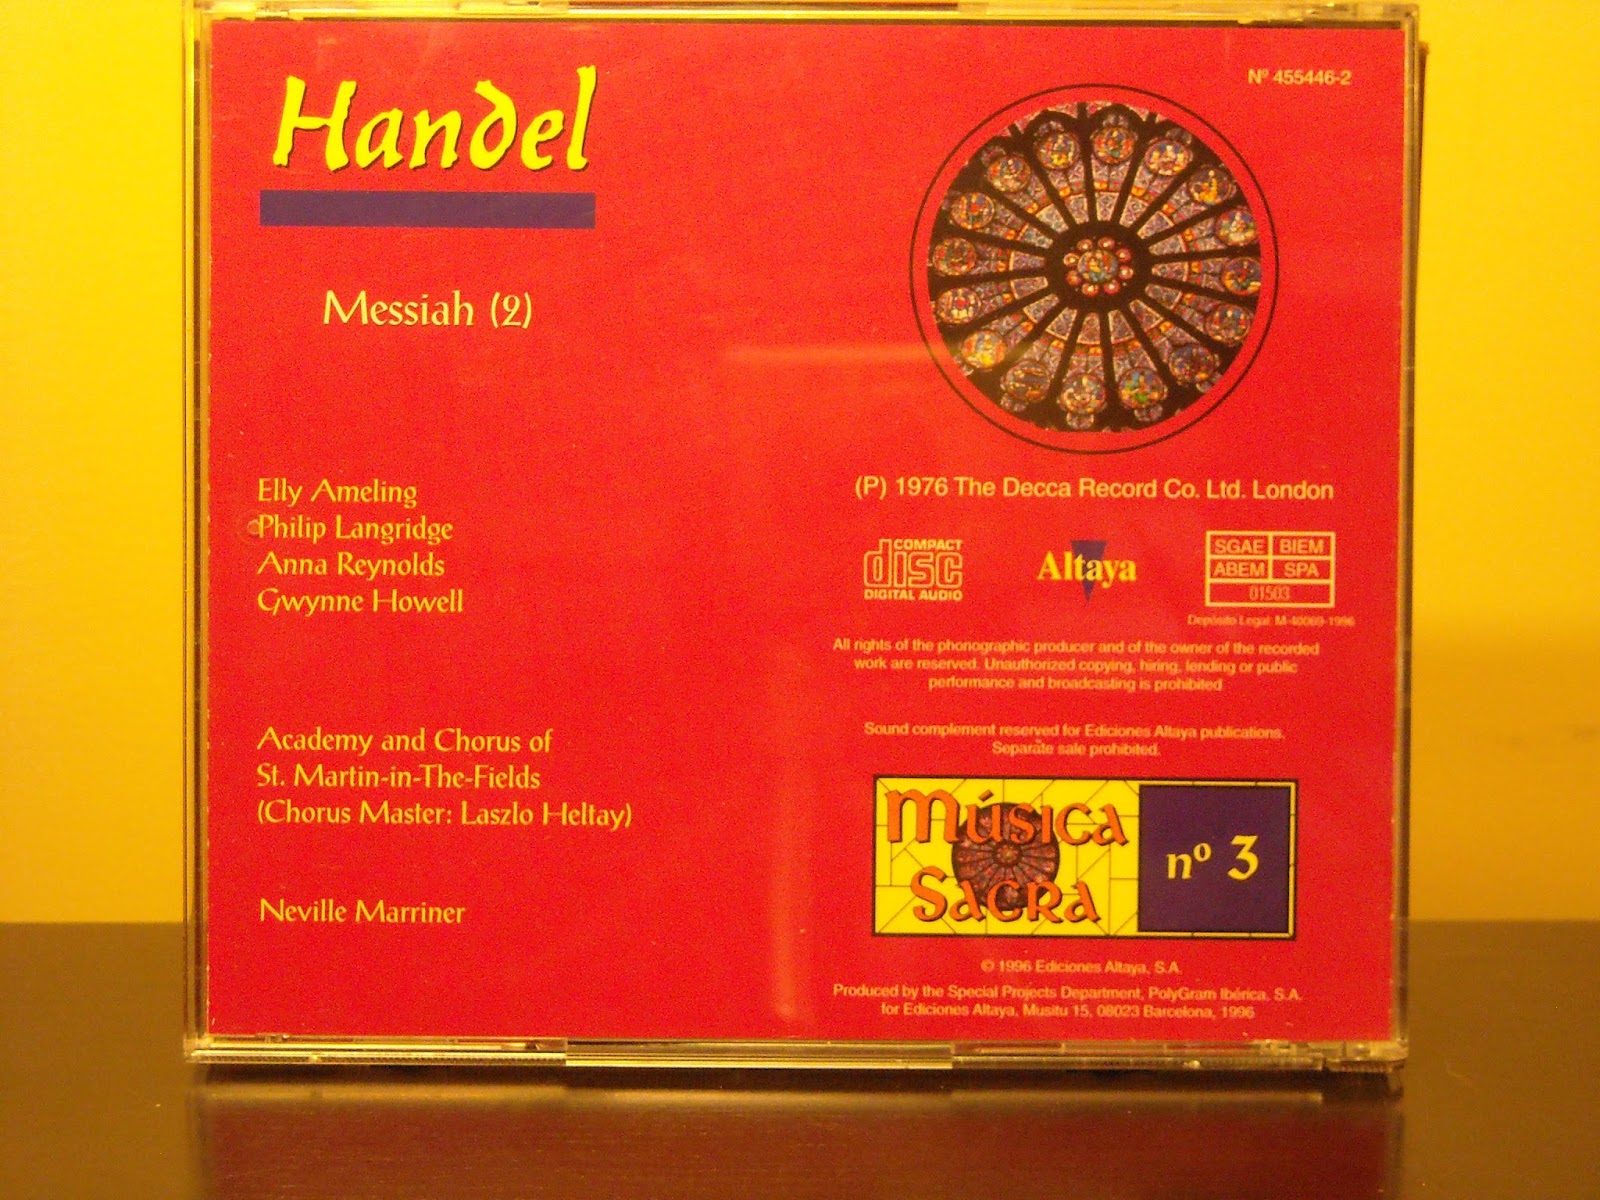 Handel
Messiah (2)
Elly Ameling
Philip Langridge
Anna Reynolds
Gwynne Howell
Academy and Chorus of
St. Martin-in-The-Fields
(Chorus Master: Laszlo Heltay)
Neville Marriner
Nº 455446-2
(P) 1976 The Decca Record Co. Ltd. London
COMPACT
disc
DIGITAL AUDIO
Altaya
SGAE BIEM
ABEM SPA
01503
Depósito Legal: M-40069-1996
All rights of the phonographic producer and of the owner of the recorded
work are reserved. Unauthorized copying, hiring, lending or public
performance and broadcasting is prohibited
Sound complement reserved for Ediciones Altaya publications.
Separate sale prohibited.
Música
Sacra
nº 3
© 1996 Ediciones Altaya, S.A.
Produced by the Special Projects Department, PolyGram Ibérica, S.A.
for Ediciones Altaya, Musitu 15, 08023 Barcelona, 1996